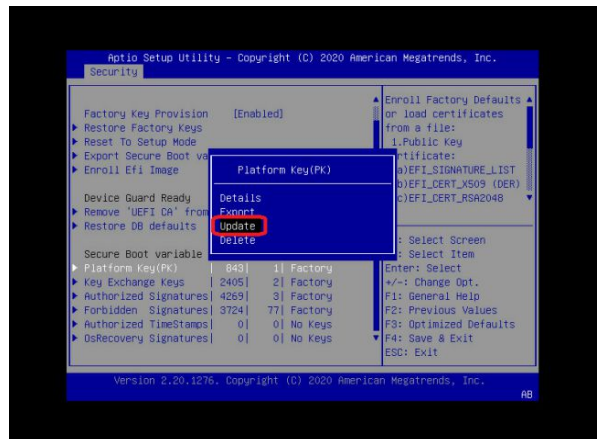 Aptio Setup Utility - Copyright (C) 2020 American Megatrends, Inc.
Security
Factory Key Provision [Enabled]
Restore Factory Keys
Reset To Setup Mode
Export Secure Boot va
Enroll Efi Image
Device Guard Ready
Remove 'UEFI CA' from
Restore DB defaults
Secure Boot variable
Platform Key(PK) | 843| 1| Factory
Key Exchange Keys | 2405| 2| Factory
Authorized Signatures| 4269| 3| Factory
Forbidden Signatures| 3724| 77| Factory
Authorized TimeStamps| 0| 0| No Keys
OsRecovery Signatures| 0| 0| No Keys
Platform Key(PK)
Details
Export
Update
Delete
Enroll Factory Defaults
or load certificates
from a file:
1.Public Key
rtificate:
a)EFI_SIGNATURE_LIST
b)EFI_CERT_X509 (DER)
c)EFI_CERT_RSA2048
: Select Screen
: Select Item
Enter: Select
+/-: Change Opt.
F1: General Help
F2: Previous Values
F3: Optimized Defaults
F4: Save & Exit
ESC: Exit
Version 2.20.1276. Copyright (C) 2020 American Megatrends, Inc.
AB